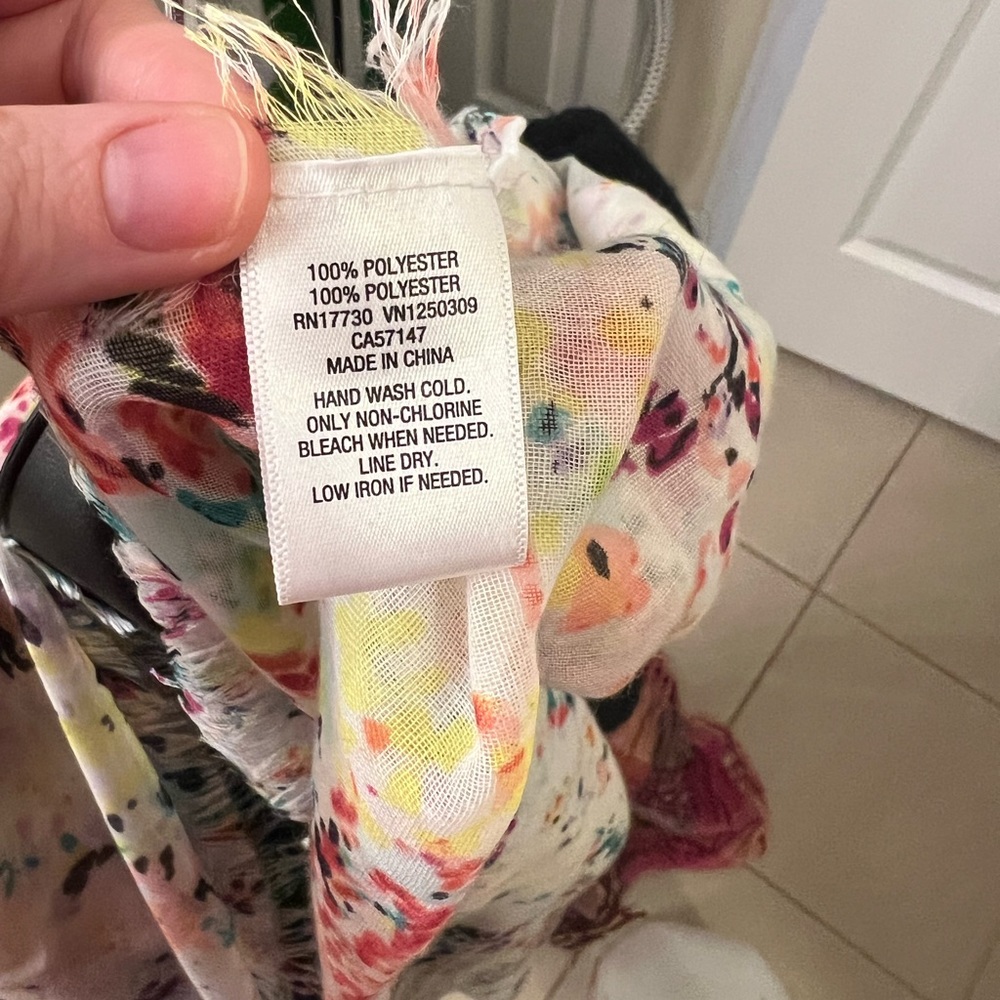 100% POLYESTER
100% POLYESTER
RN17730 VN1250309
CA57147
MADE IN CHINA
HAND WASH COLD.
ONLY NON-CHLORINE
BLEACH WHEN NEEDED.
LINE DRY.
LOW IRON IF NEEDED.